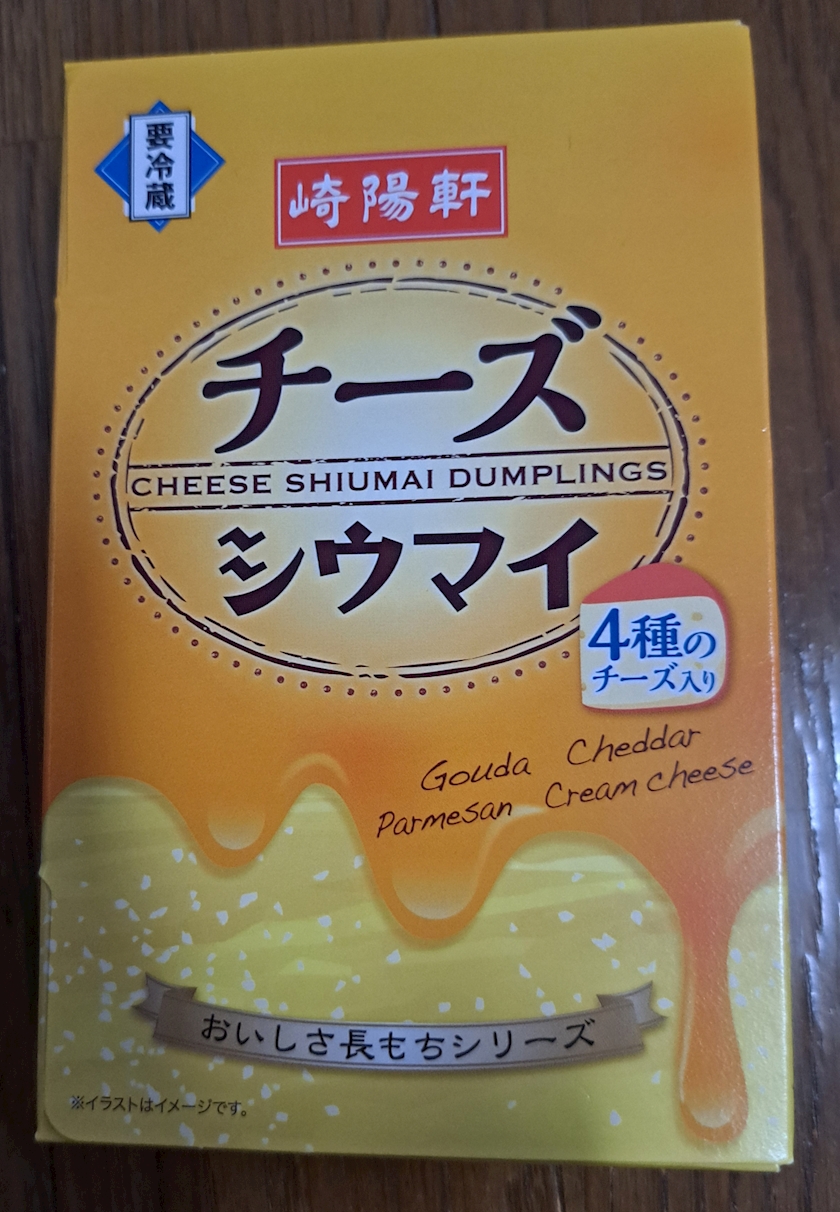 要冷蔵
崎陽軒
チーズ
CHEESE SHIUMAI DUMPLINGS
シウマイ
4種の
チーズ入り
Gouda Cheddar
Parmesan Cream cheese
おいしさ長もちシリーズ
※イラストはイメージです。